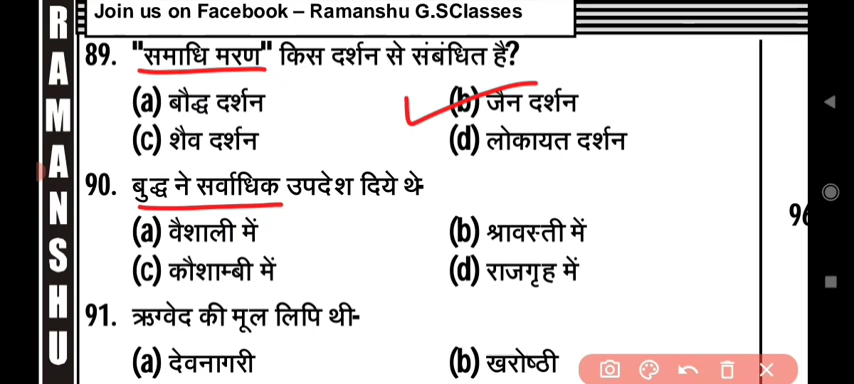 Join us on Facebook – Ramanshu G.SClasses
RAMANSHU
89. "समाधि मरण" किस दर्शन से संबंधित है?
(a) बौद्ध दर्शन (b) जैन दर्शन
(c) शैव दर्शन (d) लोकायत दर्शन
90. बुद्ध ने सर्वाधिक उपदेश दिये थे-
(a) वैशाली में (b) श्रावस्ती में
(c) कौशाम्बी में (d) राजगृह में
91. ऋग्वेद की मूल लिपि थी-
(a) देवनागरी (b) खरोष्ठी